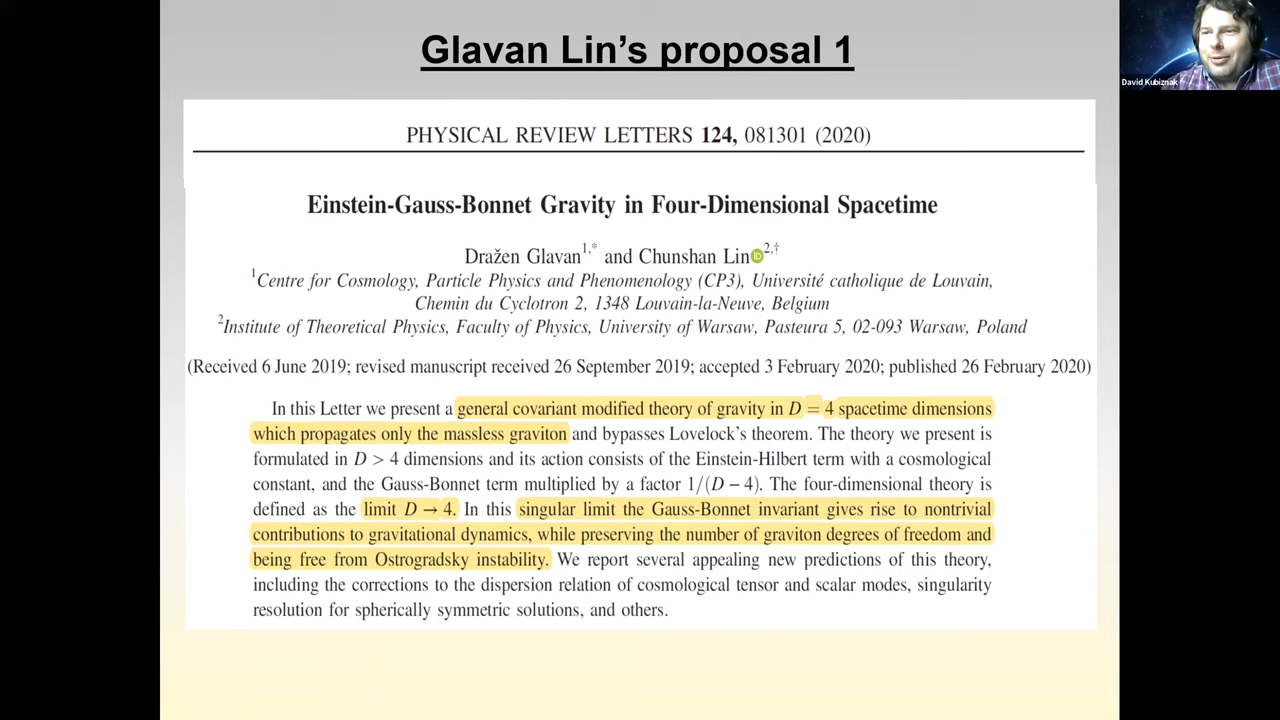 Glavan Lin's proposal 1
David Kubiznak
PHYSICAL REVIEW LETTERS 124, 081301 (2020)
Einstein-Gauss-Bonnet Gravity in Four-Dimensional Spacetime
Dražen Glavan1,* and Chunshan Lin iD 2,†
1Centre for Cosmology, Particle Physics and Phenomenology (CP3), Université catholique de Louvain,
Chemin du Cyclotron 2, 1348 Louvain-la-Neuve, Belgium
2Institute of Theoretical Physics, Faculty of Physics, University of Warsaw, Pasteura 5, 02-093 Warsaw, Poland
(Received 6 June 2019; revised manuscript received 26 September 2019; accepted 3 February 2020; published 26 February 2020)
In this Letter we present a general covariant modified theory of gravity in D = 4 spacetime dimensions
which propagates only the massless graviton and bypasses Lovelock's theorem. The theory we present is
formulated in D > 4 dimensions and its action consists of the Einstein-Hilbert term with a cosmological
constant, and the Gauss-Bonnet term multiplied by a factor 1/(D − 4). The four-dimensional theory is
defined as the limit D → 4. In this singular limit the Gauss-Bonnet invariant gives rise to nontrivial
contributions to gravitational dynamics, while preserving the number of graviton degrees of freedom and
being free from Ostrogradsky instability. We report several appealing new predictions of this theory,
including the corrections to the dispersion relation of cosmological tensor and scalar modes, singularity
resolution for spherically symmetric solutions, and others.